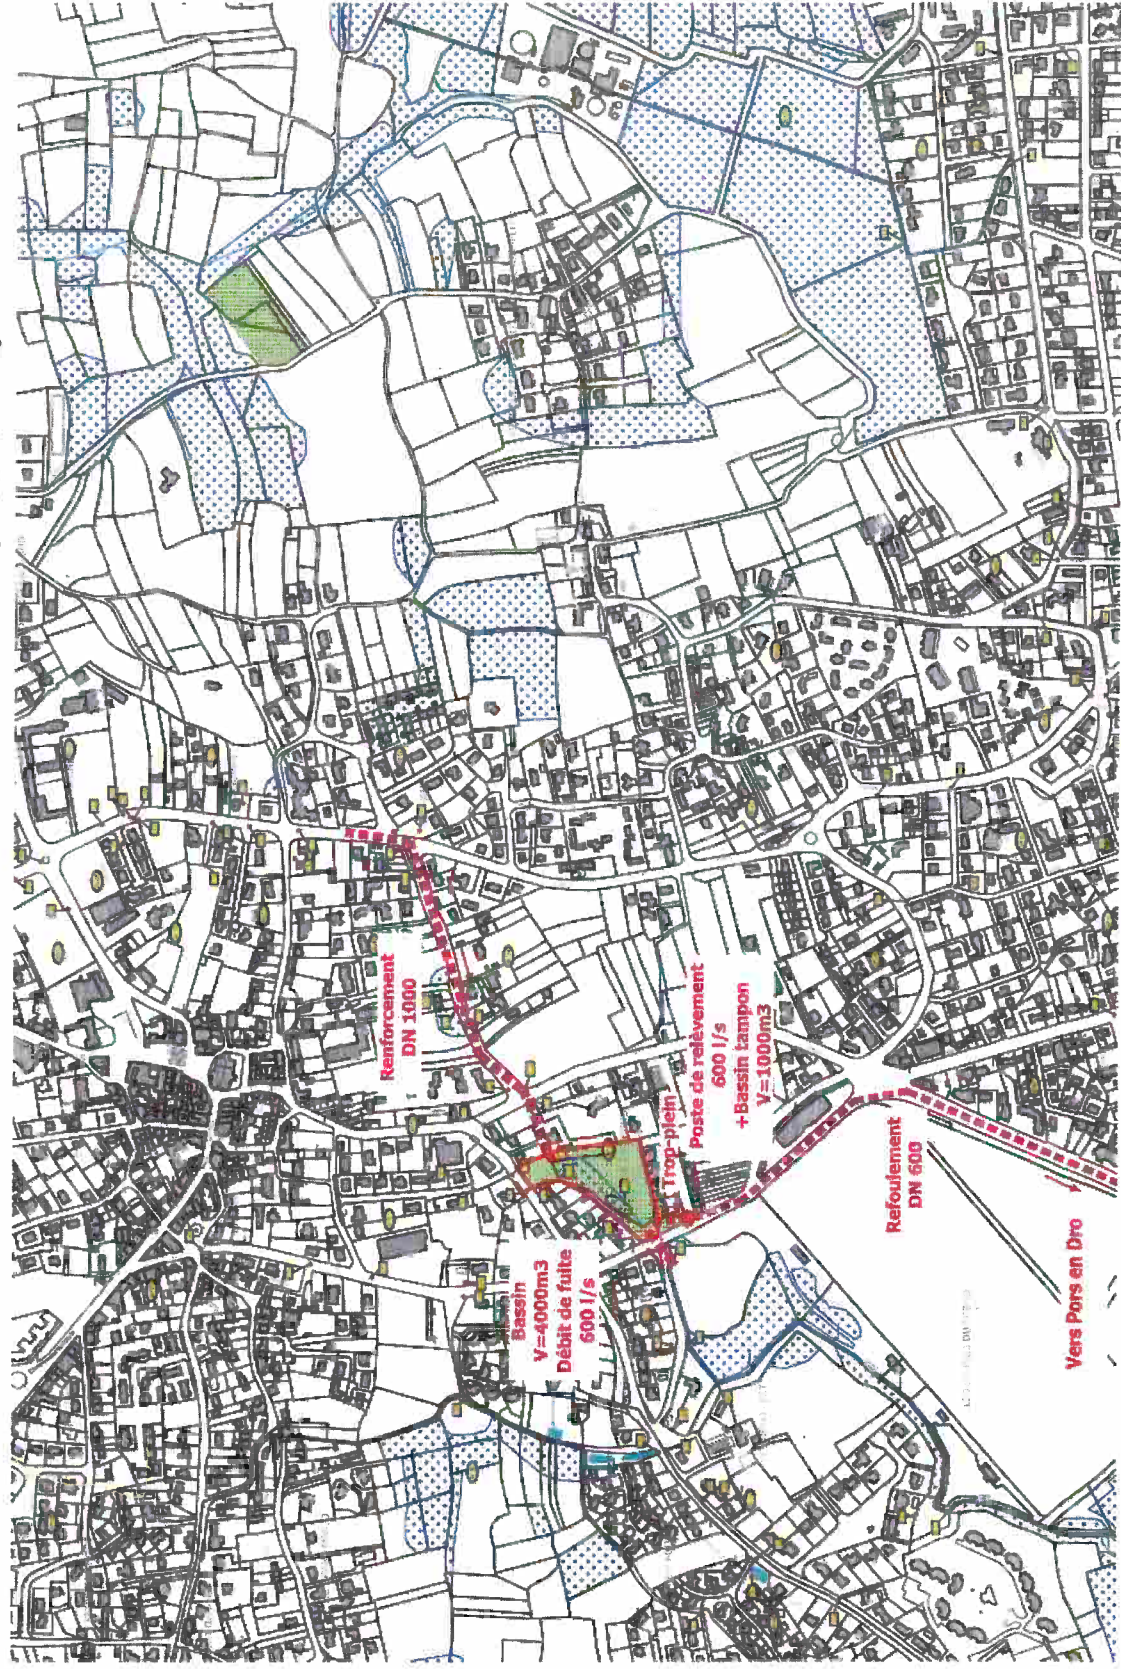 Renforcement
DN 1000
Bassin
V=4000m3
Débit de fuite
600 l/s
Trop-plein
Poste de relèvement
600 l/s
+Bassin tampon
V=1000m3
Refoulement
DN 600
Vers Pors en Dro